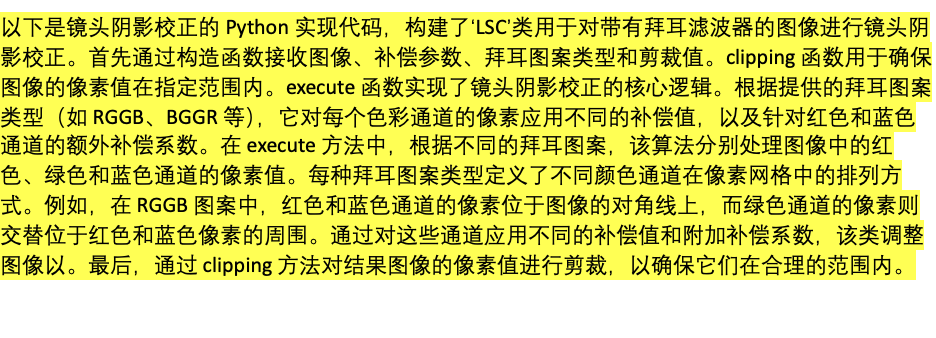 以下是镜头阴影校正的 Python 实现代码，构建了‘LSC’类用于对带有拜耳滤波器的图像进行镜头阴
影校正。首先通过构造函数接收图像、补偿参数、拜耳图案类型和剪裁值。clipping 函数用于确保
图像的像素值在指定范围内。execute 函数实现了镜头阴影校正的核心逻辑。根据提供的拜耳图案
类型（如 RGGB、BGGR 等），它对每个色彩通道的像素应用不同的补偿值，以及针对红色和蓝色
通道的额外补偿系数。在 execute 方法中，根据不同的拜耳图案，该算法分别处理图像中的红
色、绿色和蓝色通道的像素值。每种拜耳图案类型定义了不同颜色通道在像素网格中的排列方
式。例如，在 RGGB 图案中，红色和蓝色通道的像素位于图像的对角线上，而绿色通道的像素则
交替位于红色和蓝色像素的周围。通过对这些通道应用不同的补偿值和附加补偿系数，该类调整
图像以。最后，通过 clipping 方法对结果图像的像素值进行剪裁，以确保它们在合理的范围内。